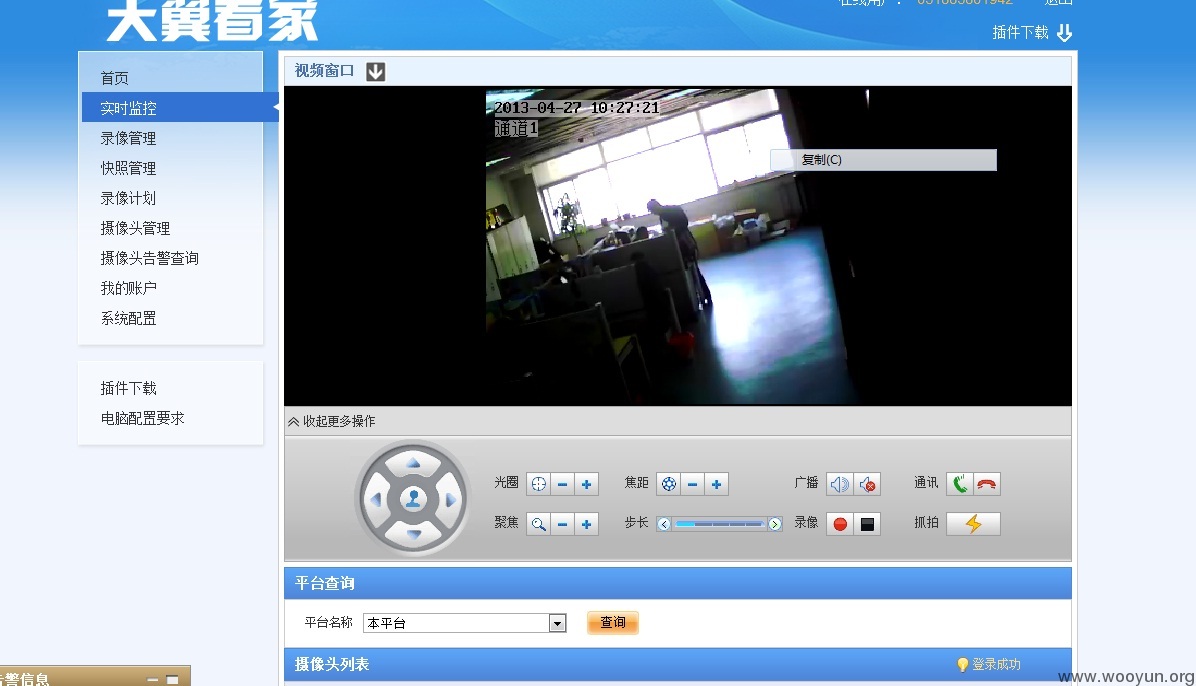 天翼看家
在线用户：051885801942 退出
插件下载
首页
实时监控
录像管理
快照管理
录像计划
摄像头管理
摄像头告警查询
我的账户
系统配置
插件下载
电脑配置要求
视频窗口
2013-04-27 10:27:21
通道1
复制(C)
收起更多操作
光圈
焦距
广播
通讯
聚焦
步长
录像
抓拍
平台查询
平台名称
本平台
查询
摄像头列表
登录成功
告警信息
www.wooyun.org